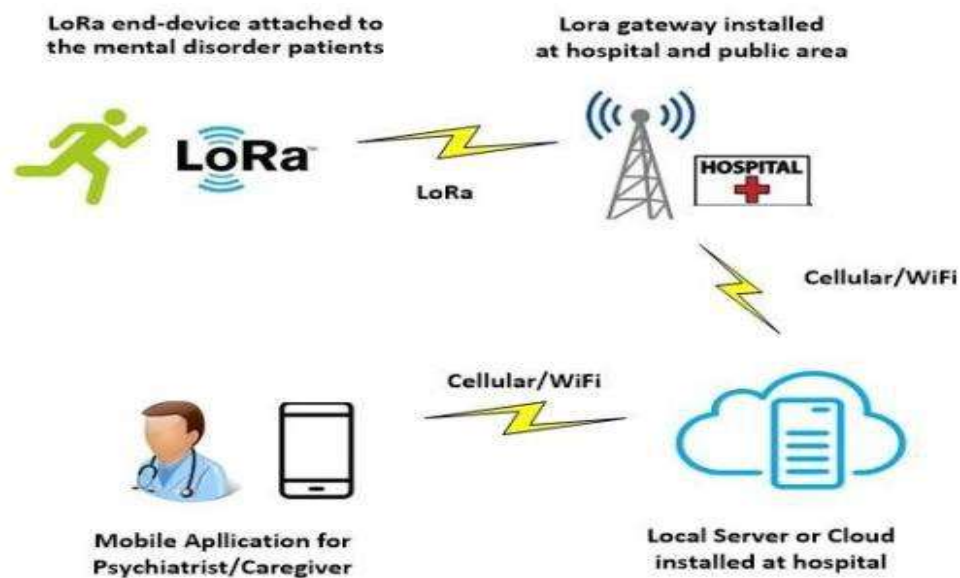 LoRa end-device attached to
the mental disorder patients
Lora gateway installed
at hospital and public area
LoRa™
LoRa
HOSPITAL
Cellular/WiFi
Cellular/WiFi
Mobile Apllication for
Psychiatrist/Caregiver
Local Server or Cloud
installed at hospital